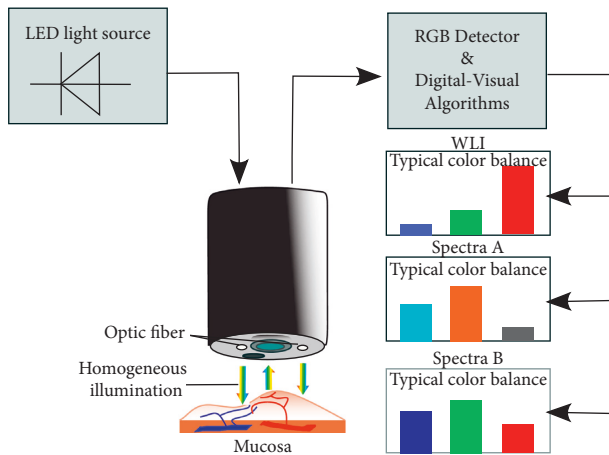 LED light source
RGB Detector
&
Digital-Visual
Algorithms
WLI
Typical color balance
Spectra A
Typical color balance
Optic fiber
Homogeneous
illumination
Spectra B
Typical color balance
Mucosa